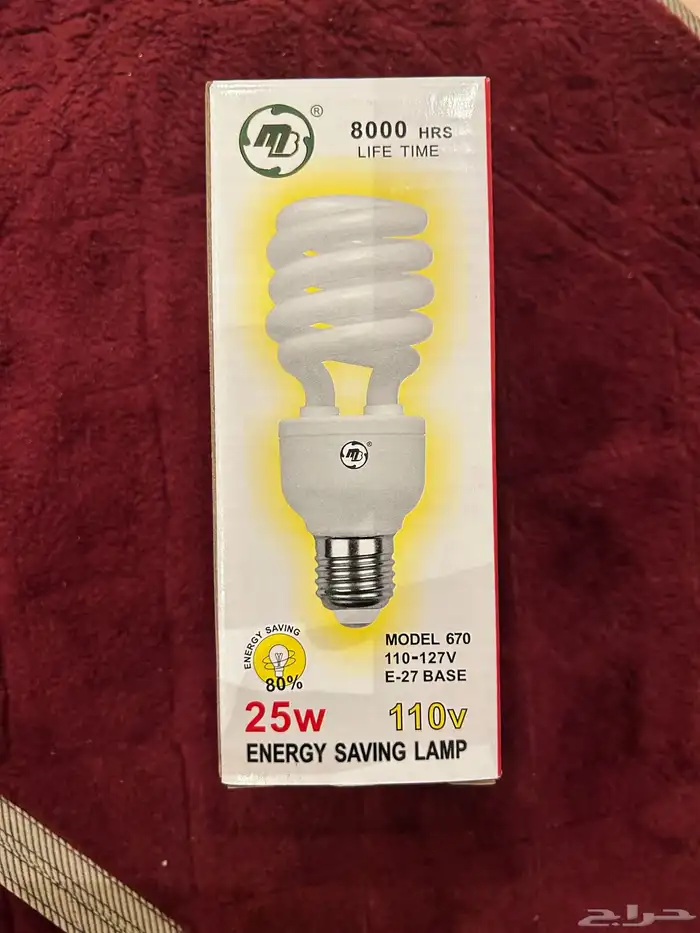 MB ®
8000 HRS
LIFE TIME
MB ®
ENERGY SAVING
80%
MODEL 670
110-127V
E-27 BASE
25w 110v
ENERGY SAVING LAMP
حراج